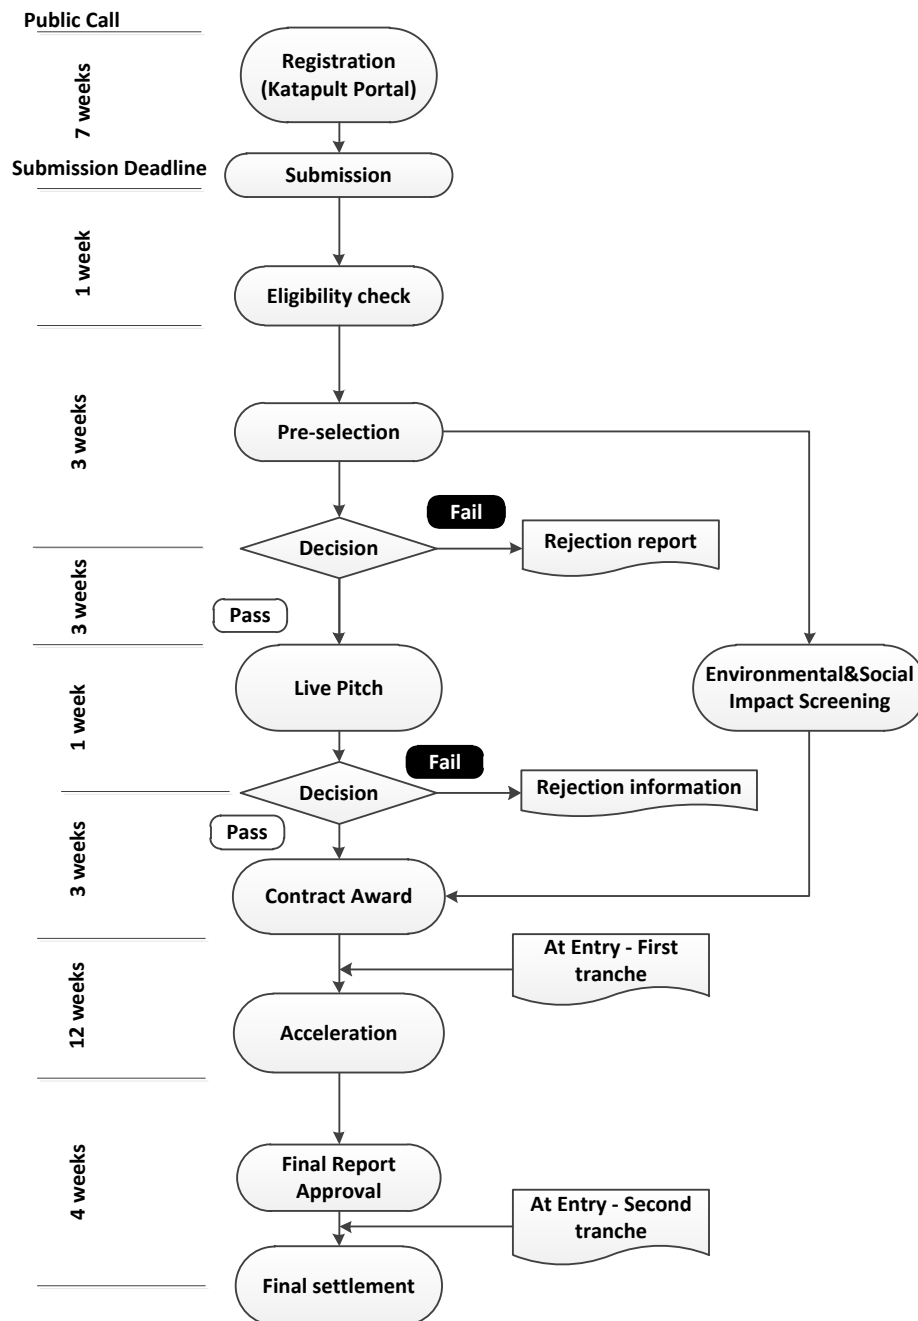 Public Call
Registration
(Katapult Portal)
7 weeks
Submission Deadline
Submission
1 week
Eligibility check
3 weeks
Pre-selection
Fail
Decision
Rejection report
3 weeks
Pass
Live Pitch
Environmental&Social
Impact Screening
1 week
Fail
Decision
Rejection information
Pass
3 weeks
Contract Award
At Entry - First
tranche
12 weeks
Acceleration
4 weeks
Final Report
Approval
At Entry - Second
tranche
Final settlement